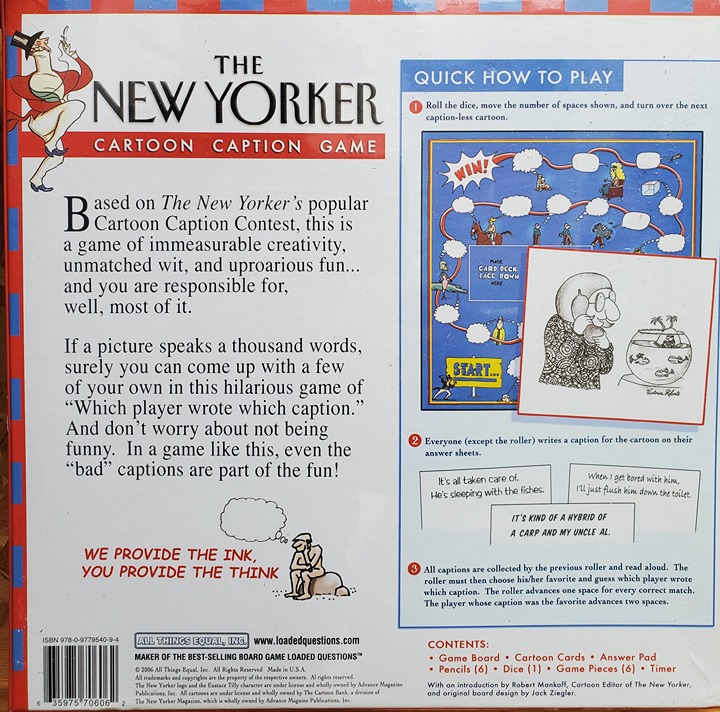 THE
NEW YORKER
CARTOON CAPTION GAME
Based on The New Yorker's popular
Cartoon Caption Contest, this is
a game of immeasurable creativity,
unmatched wit, and uproarious fun...
and you are responsible for,
well, most of it.
If a picture speaks a thousand words,
surely you can come up with a few
of your own in this hilarious game of
“Which player wrote which caption.”
And don't worry about not being
funny. In a game like this, even the
“bad” captions are part of the fun!
WE PROVIDE THE INK,
YOU PROVIDE THE THINK
ISBN 978-0-9779540-9-4
6 35975 70606 2
ALL THINGS EQUAL, INC. www.loadedquestions.com
MAKER OF THE BEST-SELLING BOARD GAME LOADED QUESTIONS™
© 2006 All Things Equal, Inc. All Rights Reserved Made in U.S.A.
All trademarks and copyrights are the property of the respective owners. Al rights reserved.
The New Yorker logo and the Eustace Tilly character are under license and wholly owned by Advance Magazine
Publications, Inc. All cartoons are under license and wholly owned by The Cartoon Bank, a division of
The New Yorker Magazine, which is wholly owned by Advance Magazine Publications, Inc.
QUICK HOW TO PLAY
1 Roll the dice, move the number of spaces shown, and turn over the next
caption-less cartoon.
WIN!
PLACE
CARD DECK
FACE DOWN
HERE
START...
Victoria Roberts
2 Everyone (except the roller) writes a caption for the cartoon on their
answer sheets.
It's all taken care of.
He's sleeping with the fishes.
When I get bored with him,
I'll just flush him down the toilet.
IT'S KIND OF A HYBRID OF
A CARP AND MY UNCLE AL.
3 All captions are collected by the previous roller and read aloud. The
roller must then choose his/her favorite and guess which player wrote
which caption. The roller advances one space for every correct match.
The player whose caption was the favorite advances two spaces.
CONTENTS:
• Game Board • Cartoon Cards • Answer Pad
• Pencils (6) • Dice (1) • Game Pieces (6) • Timer
With an introduction by Robert Mankoff, Cartoon Editor of The New Yorker,
and original board design by Jack Ziegler.